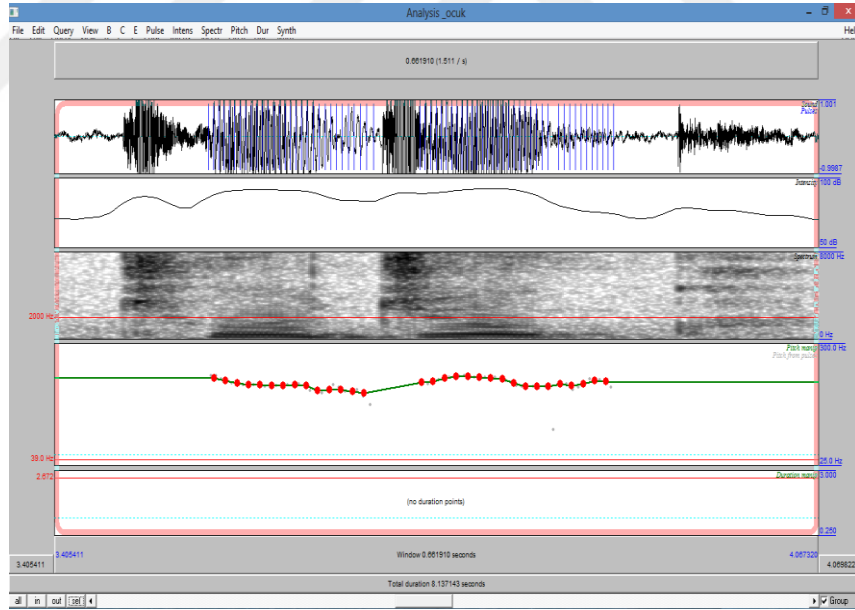 Analysis _ocuk
File Edit Query View B C E Pulse Intens Spectr Pitch Dur Synth Hel
0.661910 (1.511 / s)
Sound 1.001
Pulses
-0.9987
Intensity 100 dB
50 dB
Spectrum 8000 Hz
2000 Hz
0 Hz
Pitch manip 300.0 Hz
Pitch from pulses
39.0 Hz 25.0 Hz
2.672 Duration manip 3.000
(no duration points)
0.250
3.405411 Window 0.661910 seconds 4.067320
3.405411 4.069822
Total duration 8.137143 seconds
all in out sel Group